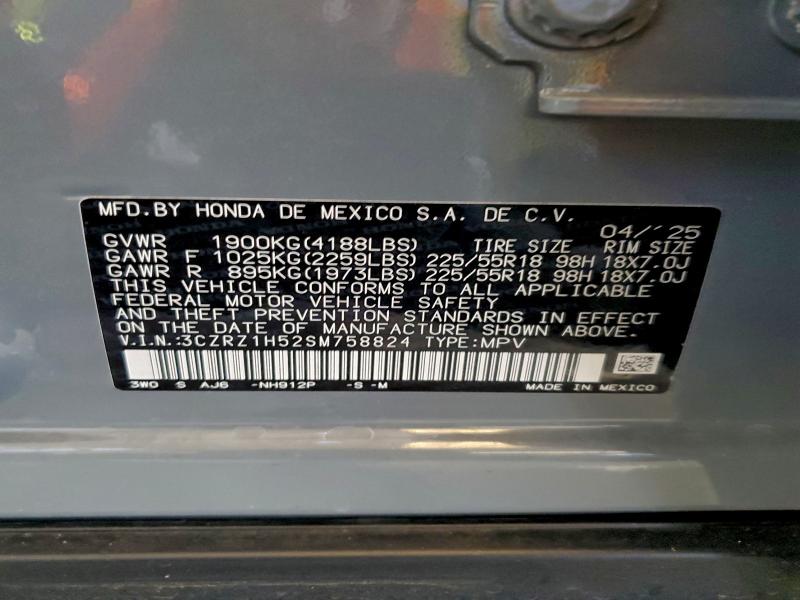 MFD.BY HONDA DE MEXICO S.A. DE C.V. 04/'25
GVWR 1900KG(4188LBS) TIRE SIZE RIM SIZE
GAWR F 1025KG(2259LBS) 225/55R18 98H 18X7.0J
GAWR R 895KG(1973LBS) 225/55R18 98H 18X7.0J
THIS VEHICLE CONFORMS TO ALL APPLICABLE
FEDERAL MOTOR VEHICLE SAFETY
AND THEFT PREVENTION STANDARDS IN EFFECT
ON THE DATE OF MANUFACTURE SHOWN ABOVE.
V.I.N.:3CZRZ1H52SM758824 TYPE:MPV
3W0 S AJ6 -NH912P -S-M MADE IN MEXICO